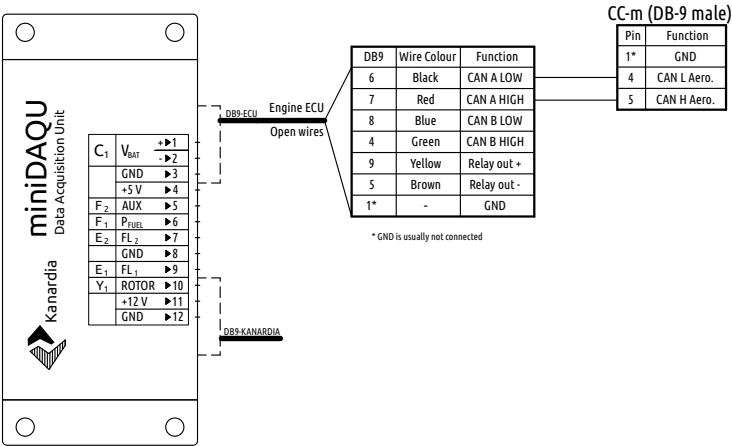 CC-m (DB-9 male)
Pin Function
1* GND
4 CAN L Aero.
5 CAN H Aero.
DB9 Wire Colour Function
6 Black CAN A LOW
7 Red CAN A HIGH
8 Blue CAN B LOW
4 Green CAN B HIGH
9 Yellow Relay out +
5 Brown Relay out -
1* - GND
* GND is usually not connected
DB9-ECU
Engine ECU
Open wires
miniDAQU
Data Acquisition Unit
Kanardia
C1 VBAT + ▶1
- ▶2
GND ▶3
+5 V ▶4
F2 AUX ▶5
F1 PFUEL ▶6
E2 FL2 ▶7
GND ▶8
E1 FL1 ▶9
Y1 ROTOR ▶10
+12 V ▶11
GND ▶12
DB9-KANARDIA